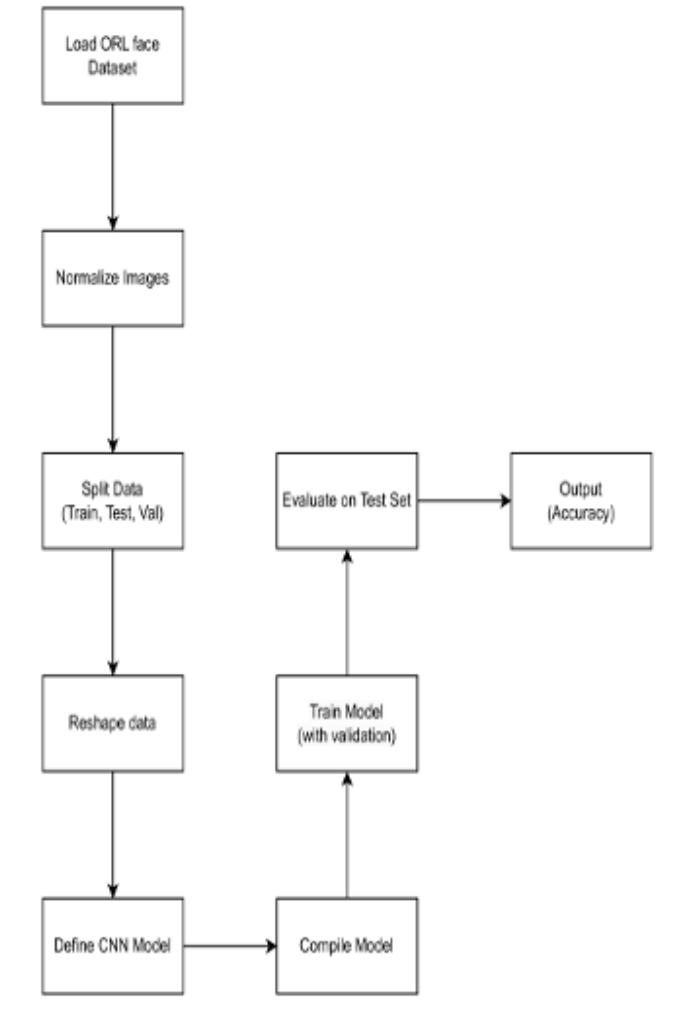 Load ORL face
Dataset
Normalize Images
Split Data
(Train, Test, Val)
Reshape data
Define CNN Model
Compile Model
Train Model
(with validation)
Evaluate on Test Set
Output
(Accuracy)